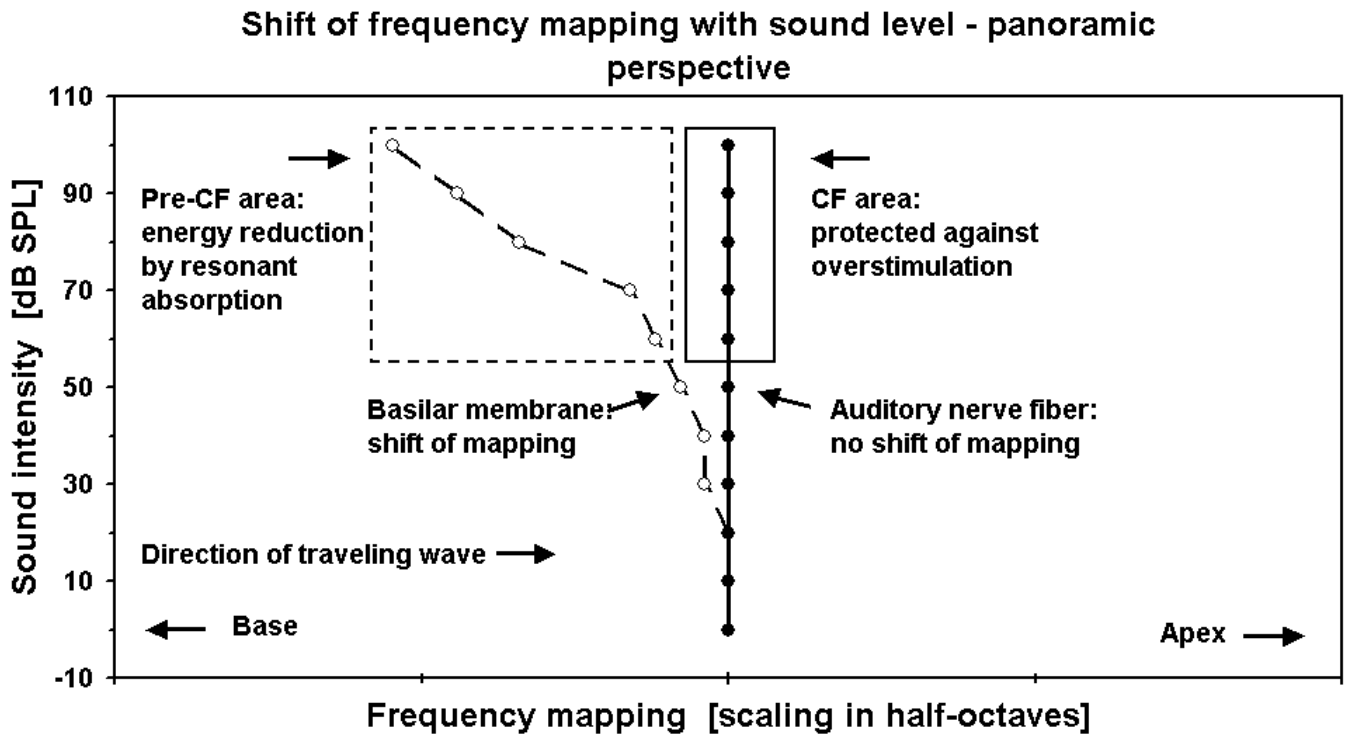 Shift of frequency mapping with sound level - panoramic
perspective
110
90
70
50
30
10
-10
Sound intensity [dB SPL]
Pre-CF area:
energy reduction
by resonant
absorption
CF area:
protected against
overstimulation
Basilar membrane:
shift of mapping
Auditory nerve fiber:
no shift of mapping
Direction of traveling wave
Base
Apex
Frequency mapping [scaling in half-octaves]